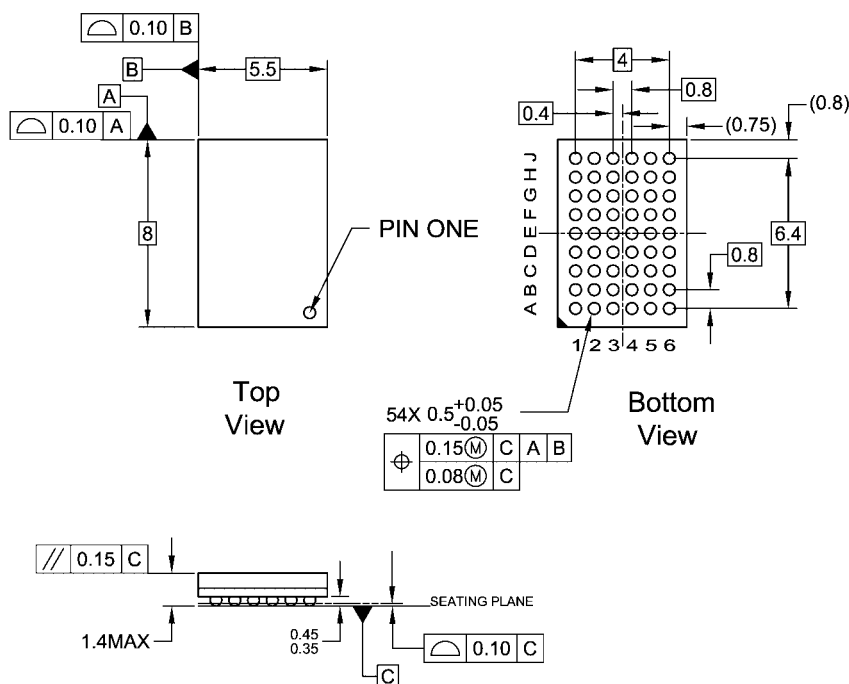 0.10 B
B
5.5
A
0.10 A
8
PIN ONE
Top
View
4
0.8
0.4
(0.75)
(0.8)
J
H
G
F
E
D
C
B
A
6.4
0.8
1 2 3 4 5 6
54X 0.5 +0.05
-0.05
0.15 Ⓜ C A B
0.08 Ⓜ C
Bottom
View
// 0.15 C
1.4MAX
0.45
0.35
SEATING PLANE
0.10 C
C